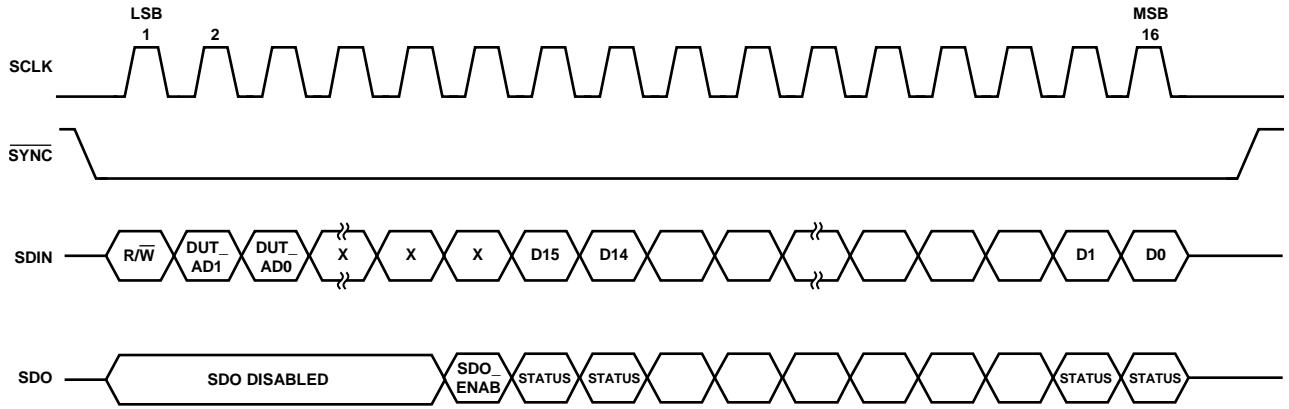 LSB MSB
1 2 16
SCLK
SYNC
SDIN R/W DUT_ AD1 DUT_ AD0 X X X D15 D14 D1 D0
SDO SDO DISABLED SDO_ ENAB STATUS STATUS STATUS STATUS